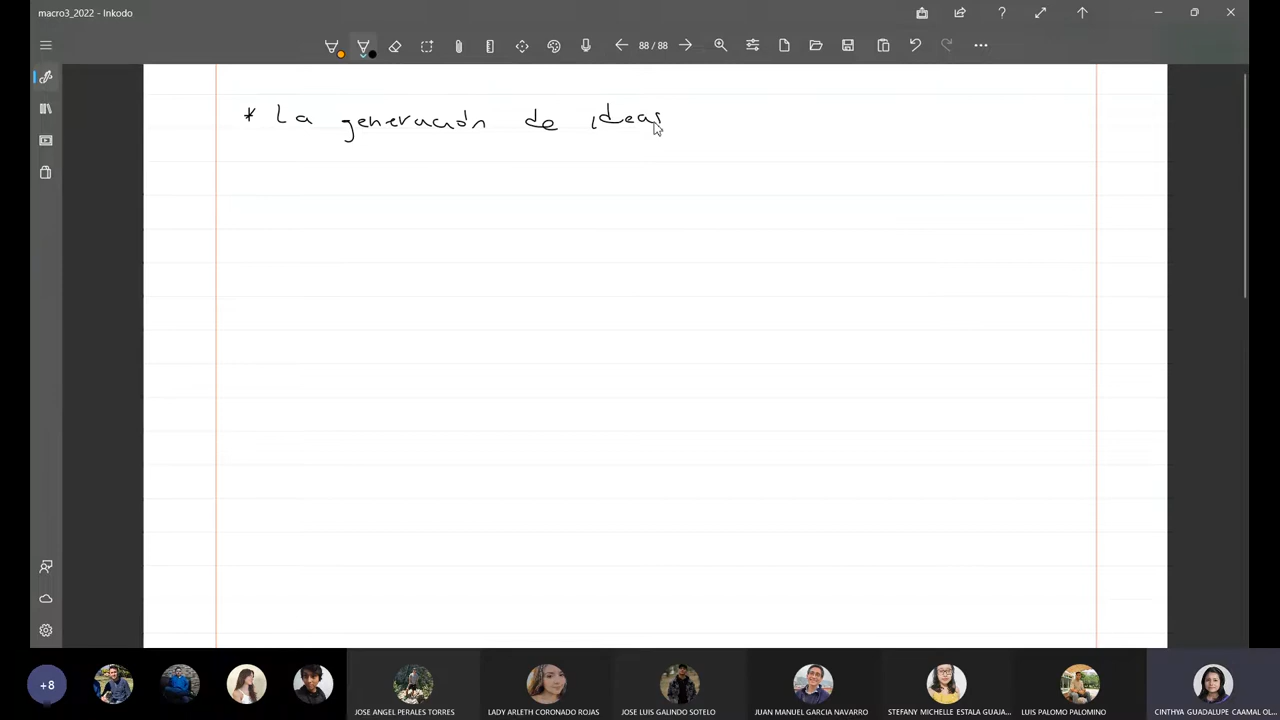 macro3_2022 - Inkodo
88 / 88
* La generación de ideas
+8
JOSE ANGEL PERALES TORRES
LADY ARLETH CORONADO ROJAS
JOSE LUIS GALINDO SOTELO
JUAN MANUEL GARCIA NAVARRO
STEFANY MICHELLE ESTALA GUAJA...
LUIS PALOMO PALOMINO
CINTHYA GUADALUPE CAAMAL OL...